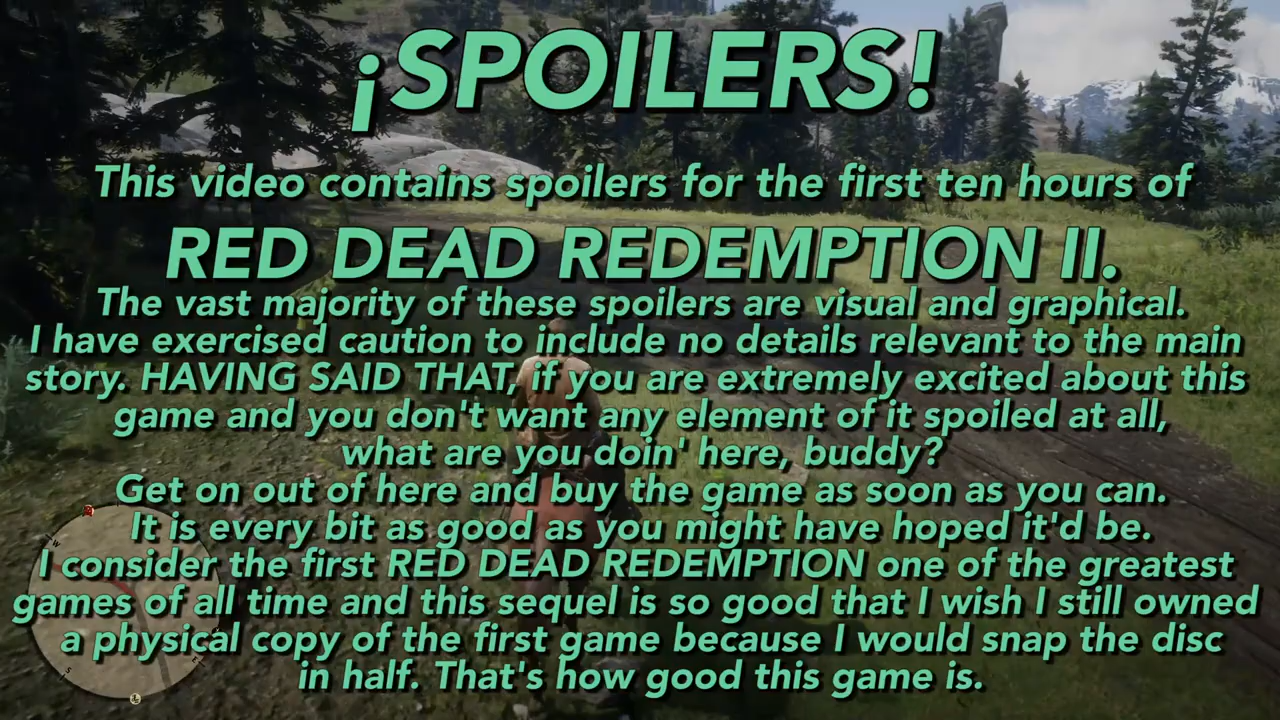 ¡SPOILERS!
This video contains spoilers for the first ten hours of
RED DEAD REDEMPTION II.
The vast majority of these spoilers are visual and graphical.
I have exercised caution to include no details relevant to the main
story. HAVING SAID THAT, if you are extremely excited about this
game and you don't want any element of it spoiled at all,
what are you doin' here, buddy?
Get on out of here and buy the game as soon as you can.
It is every bit as good as you might have hoped it'd be.
I consider the first RED DEAD REDEMPTION one of the greatest
games of all time and this sequel is so good that I wish I still owned
a physical copy of the first game because I would snap the disc
in half. That's how good this game is.
W
S
E